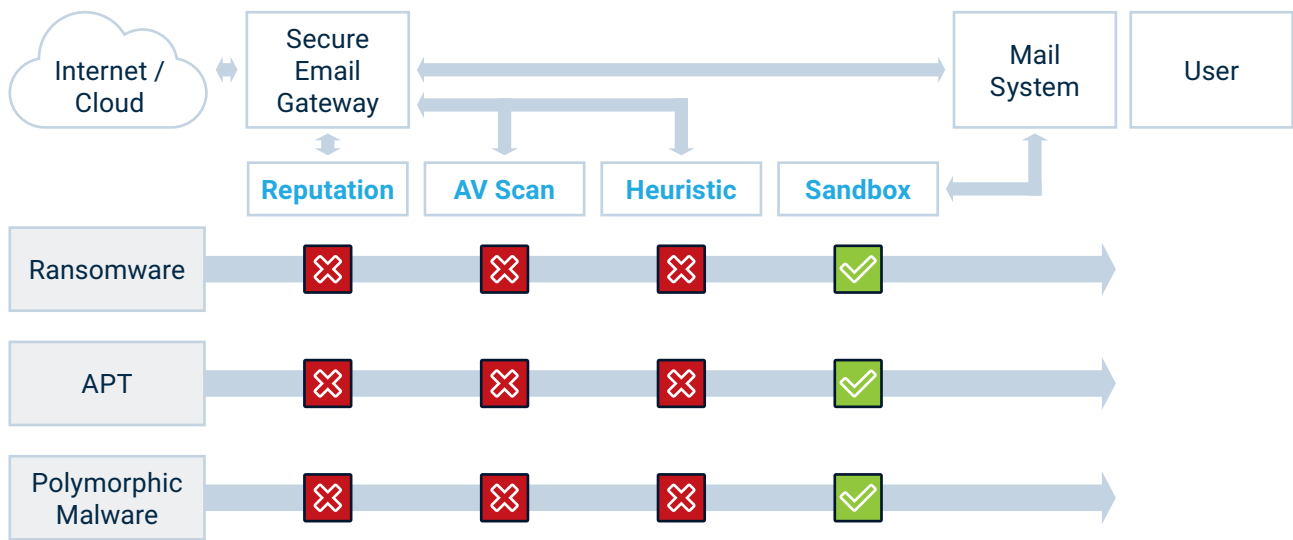 Internet /
Cloud
Secure
Email
Gateway
Mail
System
User
Reputation
AV Scan
Heuristic
Sandbox
Ransomware
APT
Polymorphic
Malware